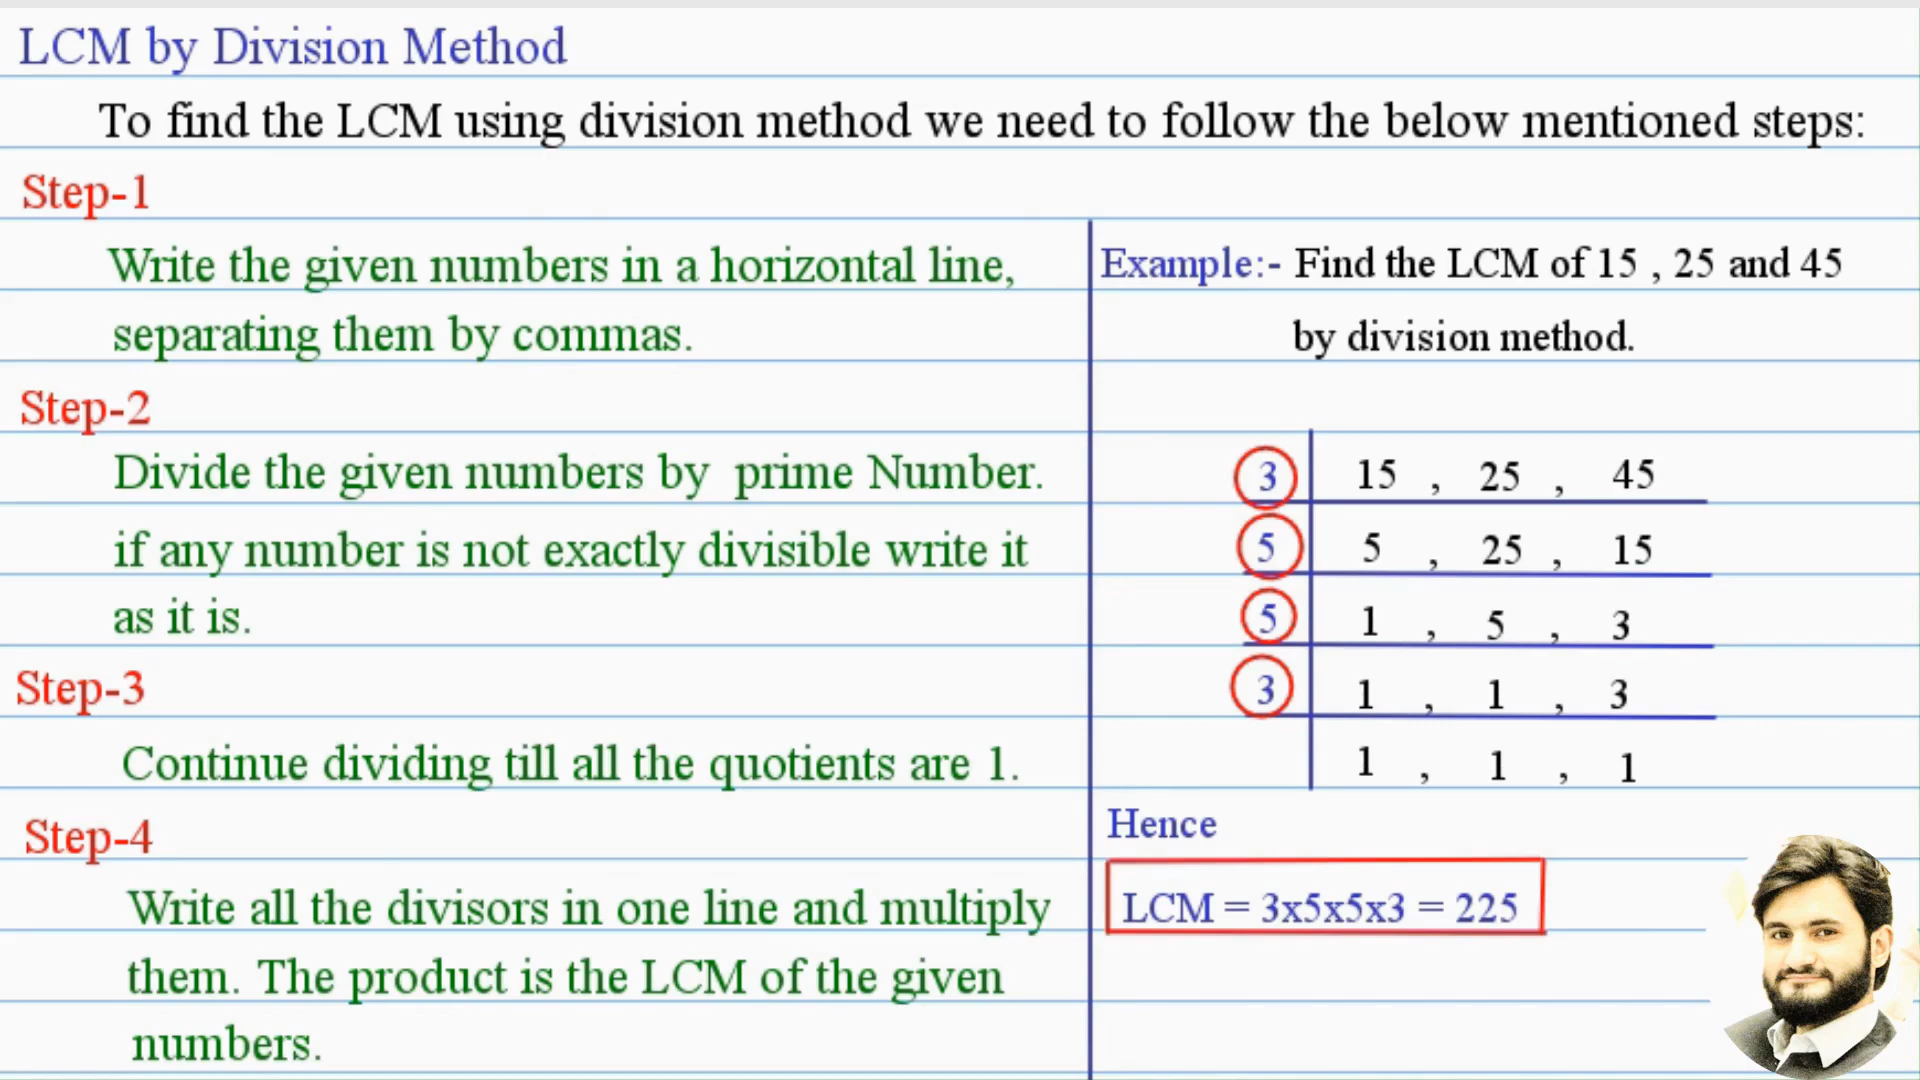 LCM by Division Method
To find the LCM using division method we need to follow the below mentioned steps:
Step-1
Write the given numbers in a horizontal line,
separating them by commas.
Step-2
Divide the given numbers by prime Number.
if any number is not exactly divisible write it
as it is.
Step-3
Continue dividing till all the quotients are 1.
Step-4
Write all the divisors in one line and multiply
them. The product is the LCM of the given
numbers.
Example:- Find the LCM of 15 , 25 and 45
by division method.
3 15 , 25 , 45
5 5 , 25 , 15
5 1 , 5 , 3
3 1 , 1 , 3
1 , 1 , 1
Hence
LCM = 3x5x5x3 = 225